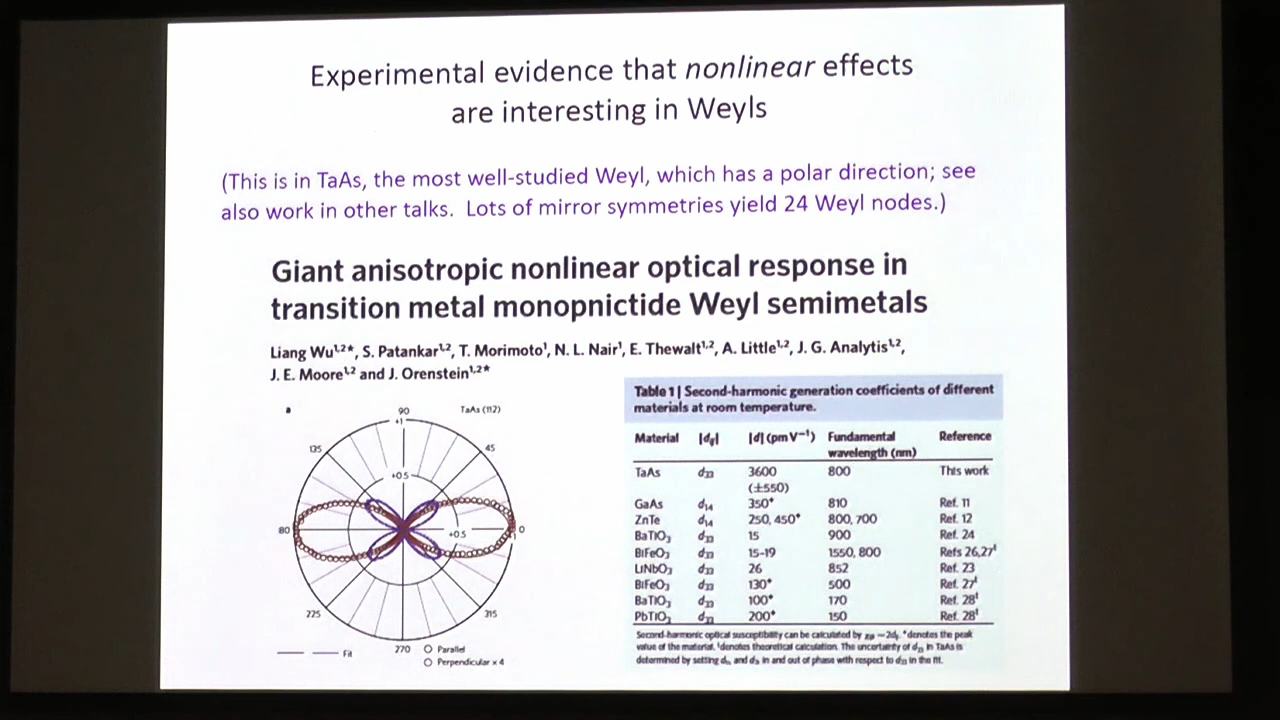 Experimental evidence that nonlinear effects
are interesting in Weyls
(This is in TaAs, the most well-studied Weyl, which has a polar direction; see
also work in other talks. Lots of mirror symmetries yield 24 Weyl nodes.)
Giant anisotropic nonlinear optical response in
transition metal monopnictide Weyl semimetals
Liang Wu¹,²*, S. Patankar¹,², T. Morimoto¹, N. L. Nair¹, E. Thewalt¹,², A. Little¹,², J. G. Analytis¹,²,
J. E. Moore¹,² and J. Orenstein¹,²*
a
90
TaAs (112)
+1
135
45
+0.5
80
+0.5
0
225
315
270
Fit
Parallel
Perpendicular × 4
Table 1 | Second-harmonic generation coefficients of different
materials at room temperature.
Material |dᵢⱼ| |d| (pm V⁻¹) Fundamental wavelength (nm) Reference
TaAs d₃₃ 3600 (±550) 800 This work
GaAs d₁₄ 350* 810 Ref. 11
ZnTe d₁₄ 250, 450* 800, 700 Ref. 12
BaTiO₃ d₃₃ 15 900 Ref. 24
BiFeO₃ d₃₃ 15-19 1550, 800 Refs 26,27
LiNbO₃ d₃₃ 26 852 Ref. 23
BiFeO₃ d₃₃ 130* 500 Ref. 27
BaTiO₃ d₃₃ 100* 170 Ref. 28
PbTiO₃ d₃₃ 200* 150 Ref. 28
Second-harmonic optical susceptibility can be calculated by *denotes the peak
value of the material, denotes theoretical calculation. The uncertainty of d₃₃ in TaAs is
determined by setting and in and out of phase with respect to d₃₃ in the fit.